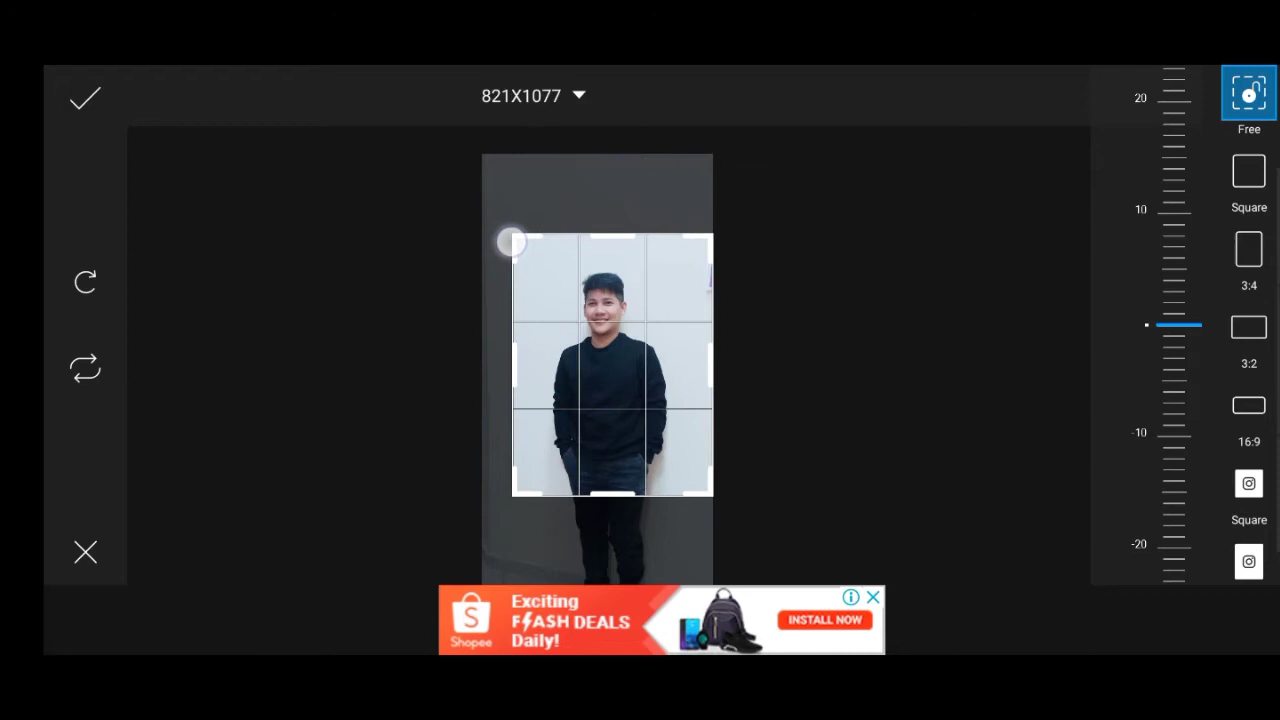 821X1077
20
10
-10
-20
Free
Square
3:4
3:2
16:9
Square
Shopee
Exciting
FLASH DEALS
Daily!
INSTALL NOW